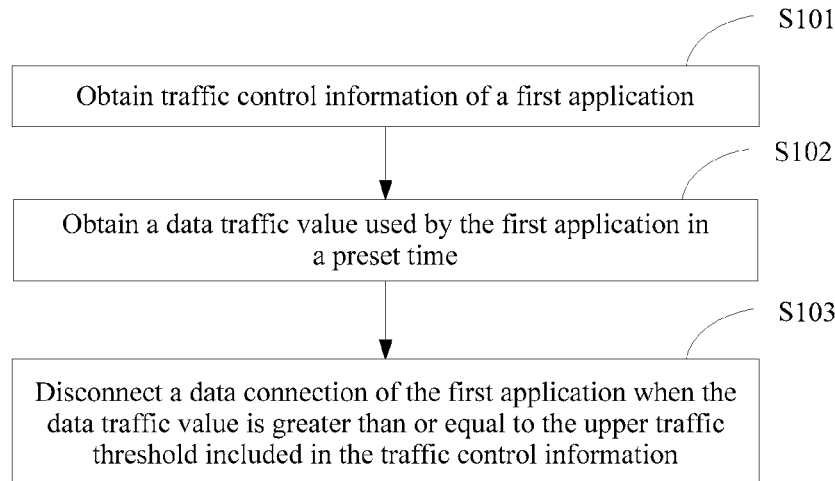 S101
Obtain traffic control information of a first application
S102
Obtain a data traffic value used by the first application in
a preset time
S103
Disconnect a data connection of the first application when the
data traffic value is greater than or equal to the upper traffic
threshold included in the traffic control information